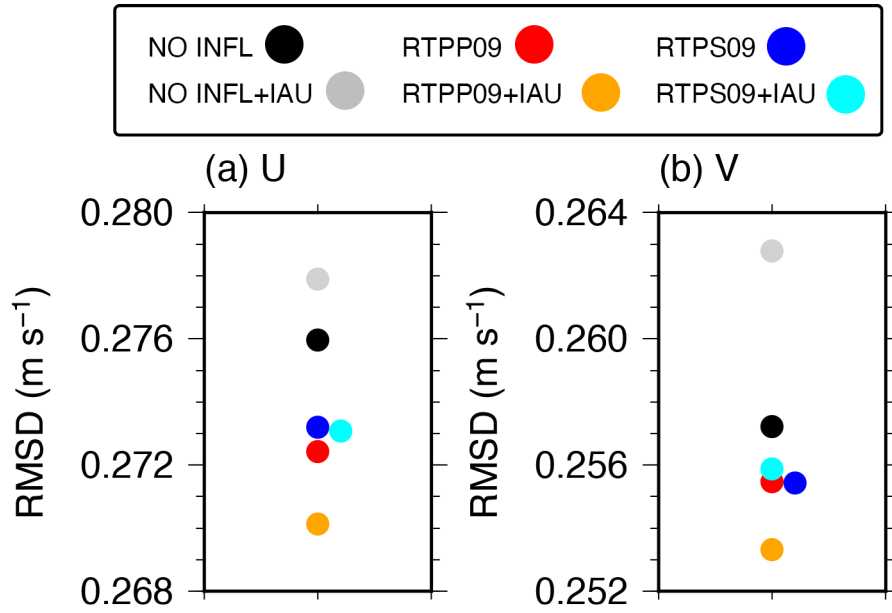 NO INFL RTPP09 RTPS09
NO INFL+IAU RTPP09+IAU RTPS09+IAU
(a) U
(b) V
RMSD (m s⁻¹)
0.280
0.276
0.272
0.268
RMSD (m s⁻¹)
0.264
0.260
0.256
0.252